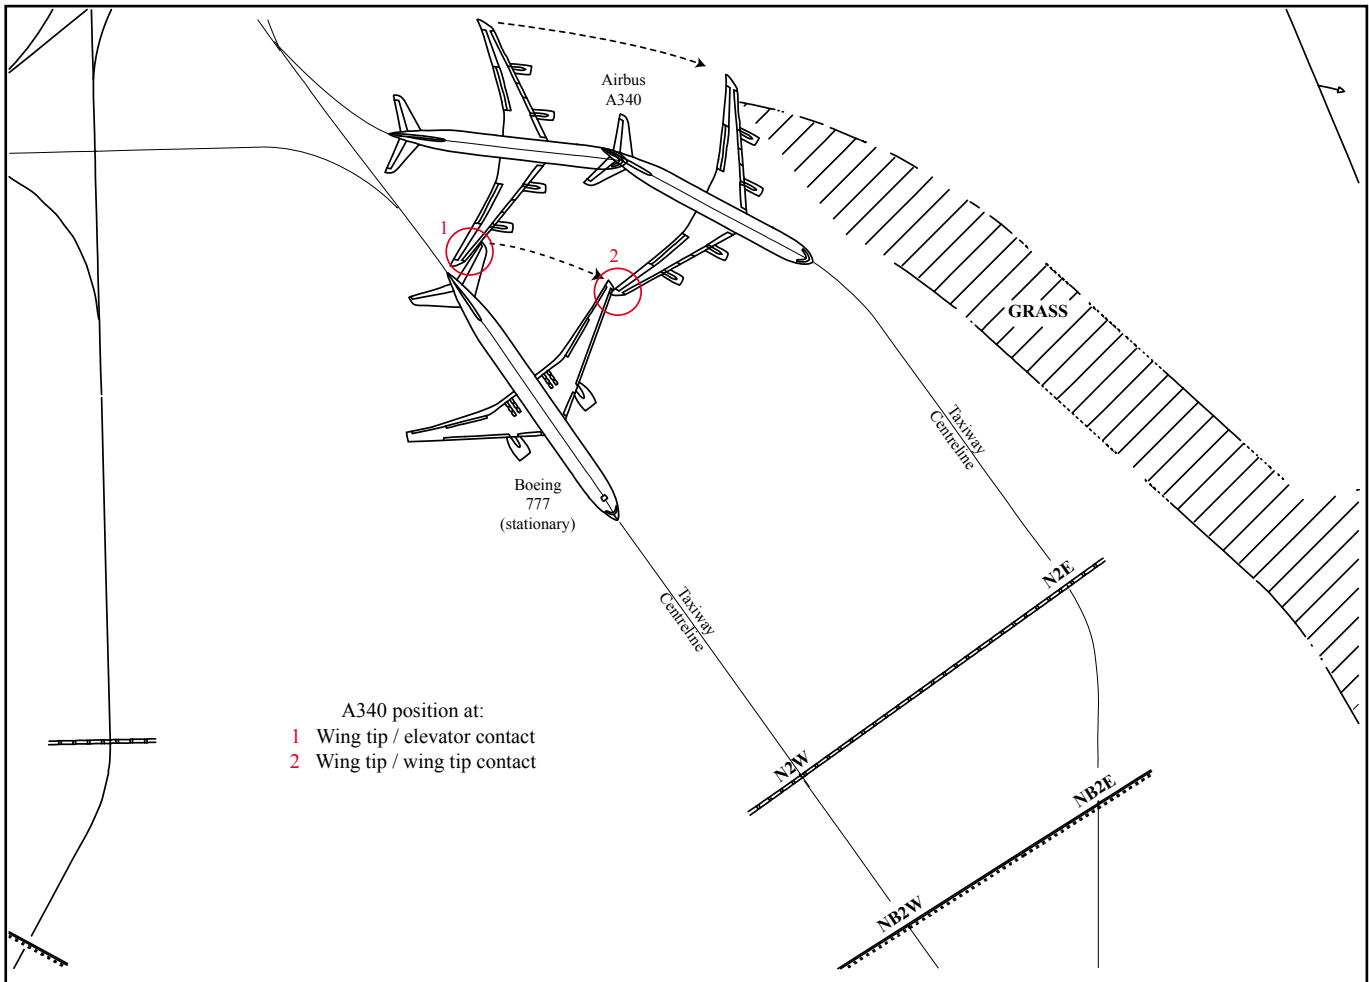 Airbus
A340
1
2
GRASS
Taxiway
Centreline
Boeing
777
(stationary)
N2E
Taxiway
Centreline
A340 position at:
1 Wing tip / elevator contact
2 Wing tip / wing tip contact
N2W
NB2E
NB2W